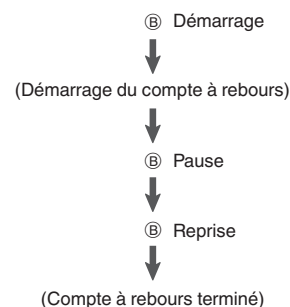 Ⓑ Démarrage
(Démarrage du compte à rebours)
Ⓑ Pause
Ⓑ Reprise
(Compte à rebours terminé)